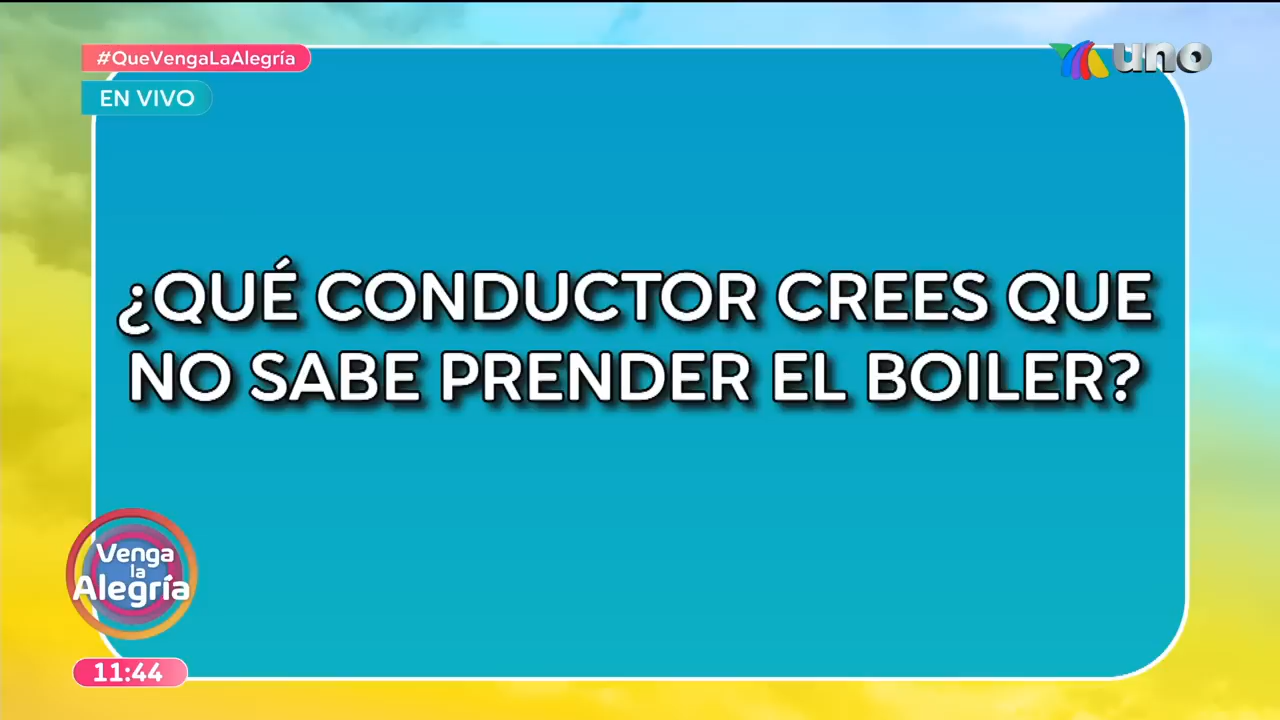 #QueVengaLaAlegría
uno
EN VIVO
¿QUÉ CONDUCTOR CREES QUE
NO SABE PRENDER EL BOILER?
Venga
la
Alegría
11:44